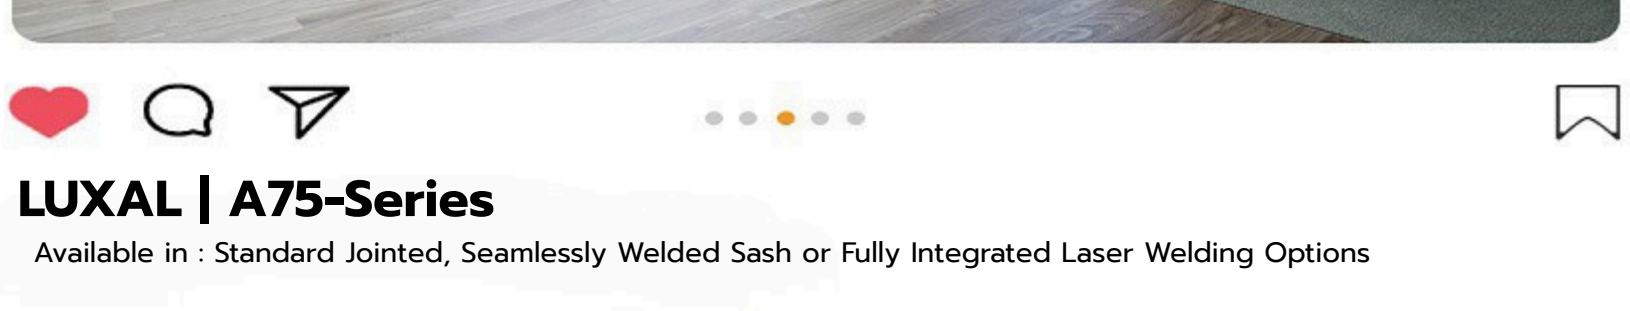 LUXAL | A75-Series
Available in : Standard Jointed, Seamlessly Welded Sash or Fully Integrated Laser Welding Options